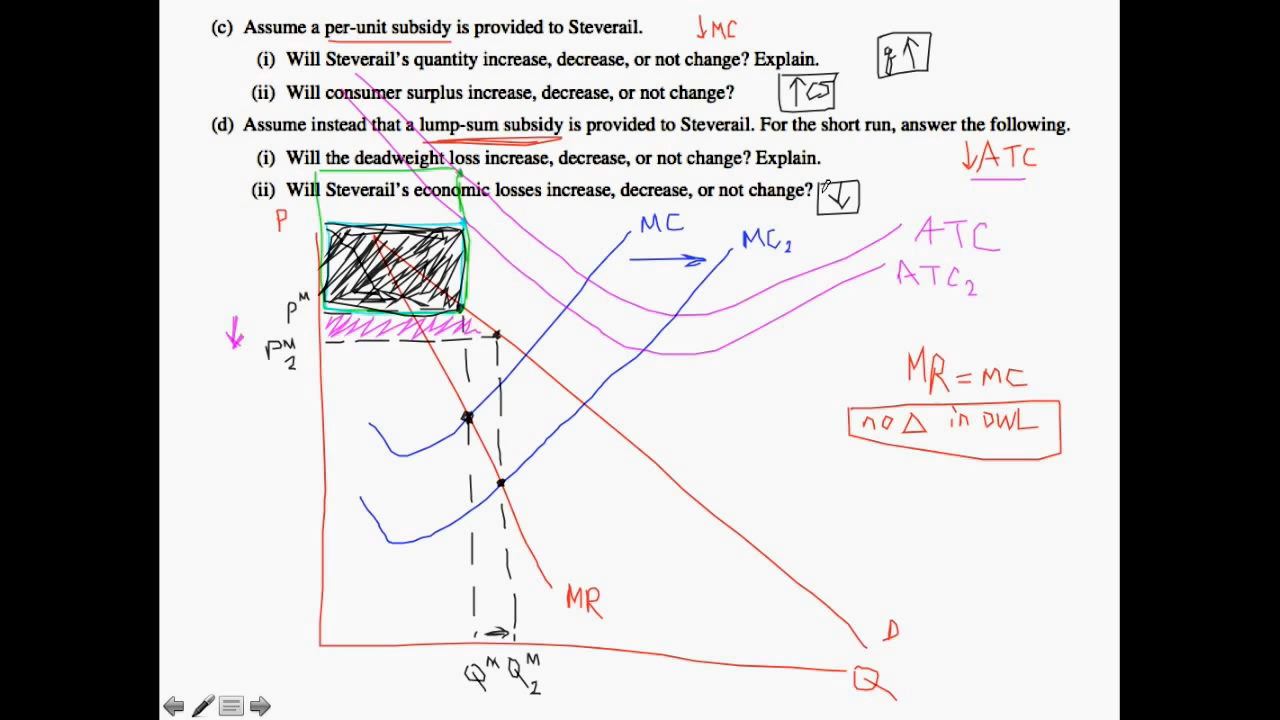 (c) Assume a per-unit subsidy is provided to Steverail. ↓MC
(i) Will Steverail's quantity increase, decrease, or not change? Explain. q↑
(ii) Will consumer surplus increase, decrease, or not change? ↑CS
(d) Assume instead that a lump-sum subsidy is provided to Steverail. For the short run, answer the following.
(i) Will the deadweight loss increase, decrease, or not change? Explain. ↓ATC
(ii) Will Steverail's economic losses increase, decrease, or not change? ↓
P
MC
MC₂
ATC
ATC₂
Pᴹ
P₂ᴹ
MR = MC
no Δ in DWL
MR
D
Qᴹ Q₂ᴹ
Q